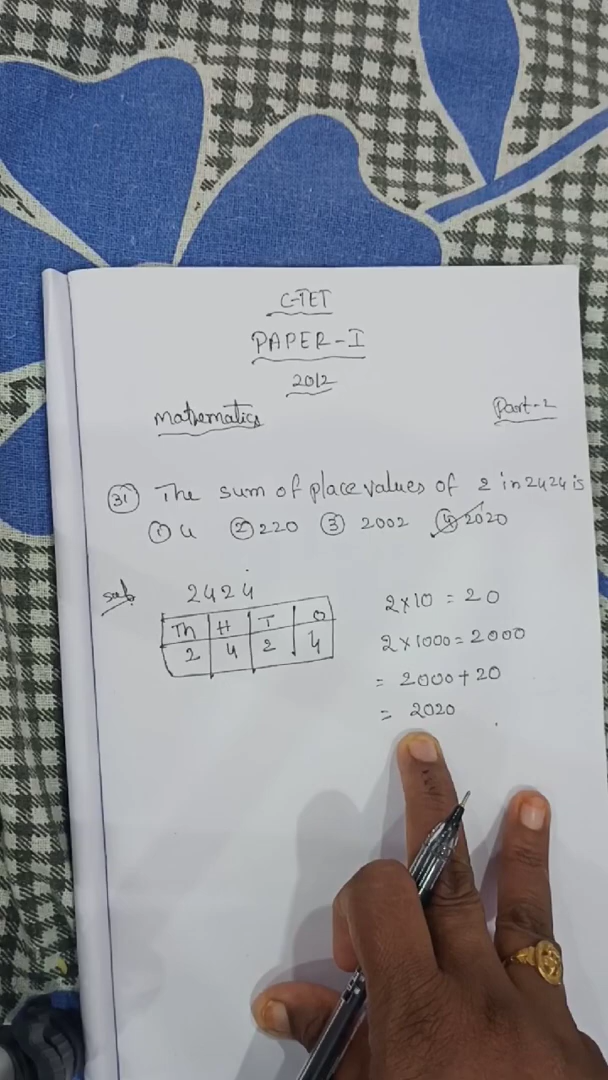 C-TET
PAPER-I
2012
Mathematics
Part-2
31 The sum of place values of 2 in 2424 is
① 4 ② 220 ③ 2002 ④ 2020
Sol.
2424
Th H T O
2 4 2 4
2×10 = 20
2×1000 = 2000
= 2000+20
= 2020